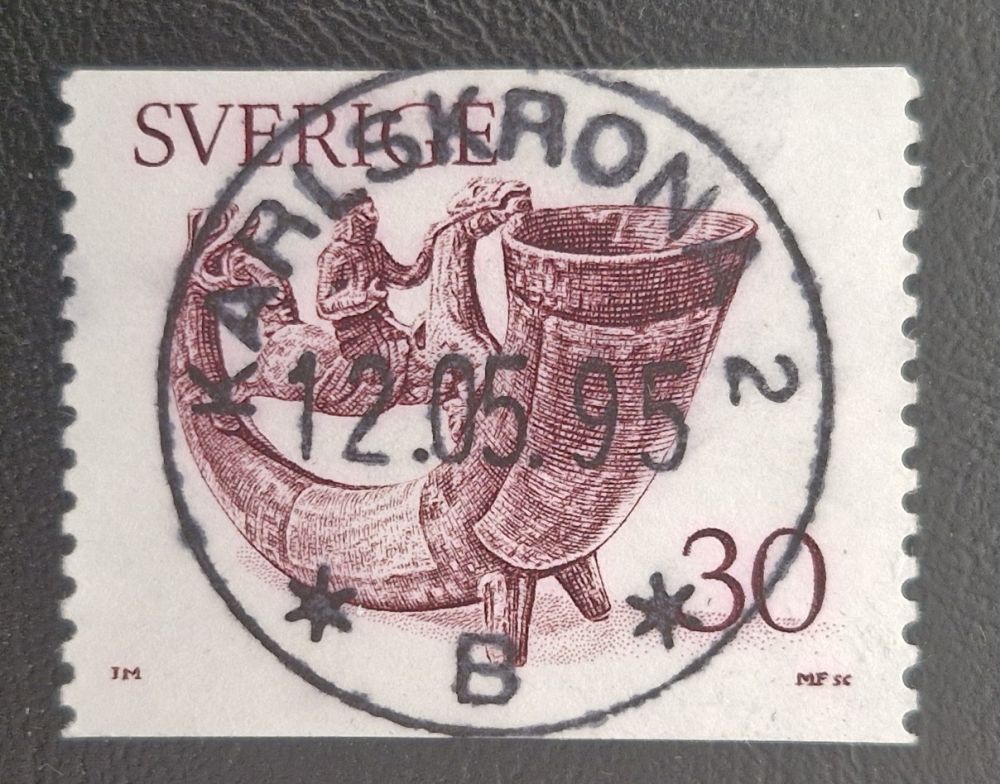 SVERIGE
KARLSKRONA 2
12.05.95
30
* B *
JM
MF sc